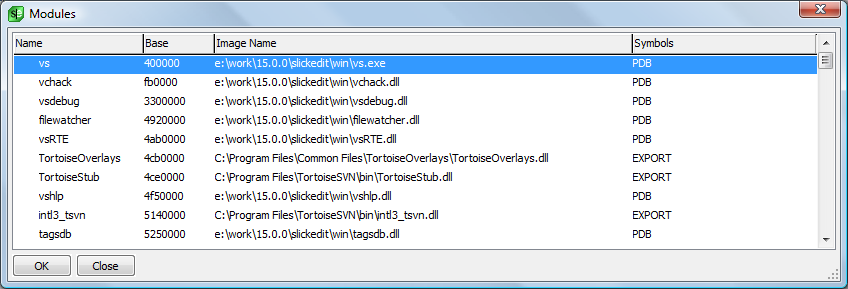 Modules
Name Base Image Name Symbols
vs 400000 e:\work\15.0.0\slickedit\win\vs.exe PDB
vchack fb0000 e:\work\15.0.0\slickedit\win\vchack.dll PDB
vsdebug 3300000 e:\work\15.0.0\slickedit\win\vsdebug.dll PDB
filewatcher 4920000 e:\work\15.0.0\slickedit\win\filewatcher.dll PDB
vsRTE 4ab0000 e:\work\15.0.0\slickedit\win\vsRTE.dll PDB
TortoiseOverlays 4cb0000 C:\Program Files\Common Files\TortoiseOverlays\TortoiseOverlays.dll EXPORT
TortoiseStub 4ce0000 C:\Program Files\TortoiseSVN\bin\TortoiseStub.dll EXPORT
vshlp 4f50000 e:\work\15.0.0\slickedit\win\vshlp.dll PDB
intl3_tsvn 5140000 C:\Program Files\TortoiseSVN\bin\intl3_tsvn.dll EXPORT
tagsdb 5250000 e:\work\15.0.0\slickedit\win\tagsdb.dll PDB
OK Close